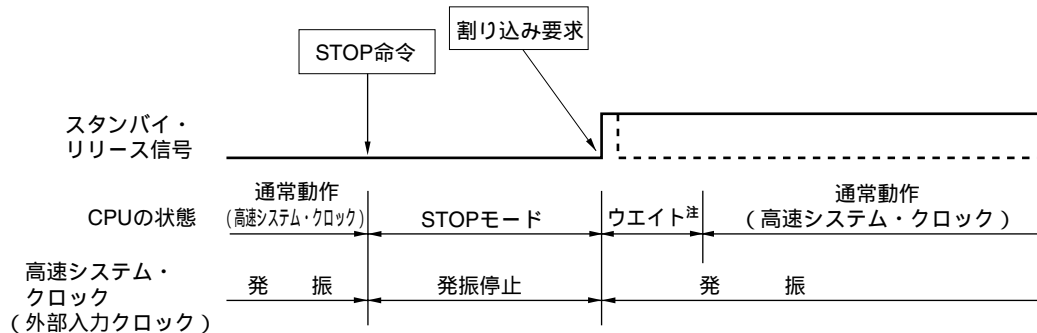 割り込み要求
STOP命令
スタンバイ・
リリース信号
通常動作
(高速システム・クロック)
通常動作
(高速システム・クロック)
CPUの状態
STOPモード
ウエイト注
高速システム・
クロック
(外部入力クロック)
発 振
発振停止
発 振